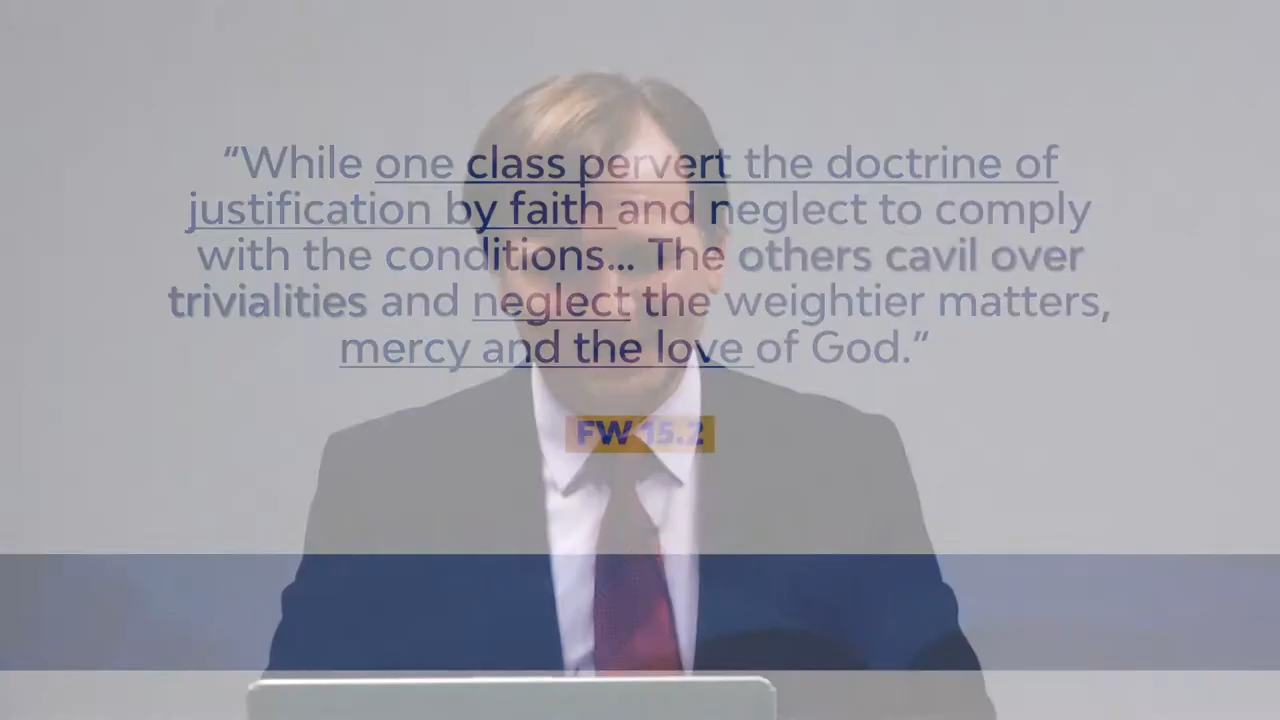 “While one class pervert the doctrine of
justification by faith and neglect to comply
with the conditions... The others cavil over
trivialities and neglect the weightier matters,
mercy and the love of God.”
FW 15.2